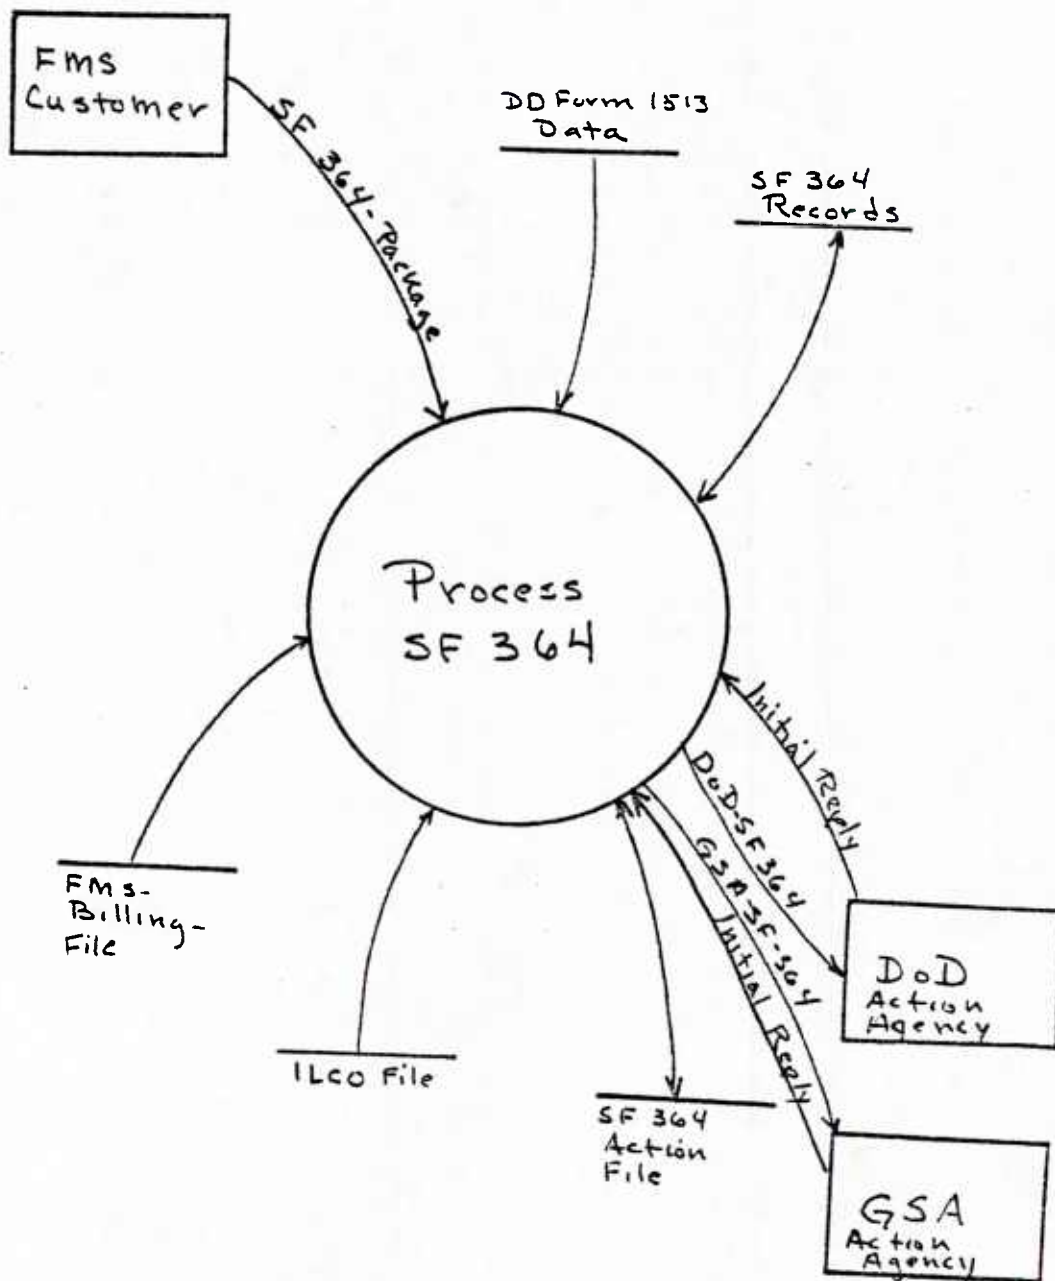 FMS
Customer
SF 364-Package
DD Form 1513
Data
SF 364
Records
Process
SF 364
Initial Reply
DoD-SF364
GSA-SF-364
Initial Reply
FMS-
Billing-
File
ILCO File
SF 364
Action
File
DoD
Action
Agency
GSA
Action
Agency